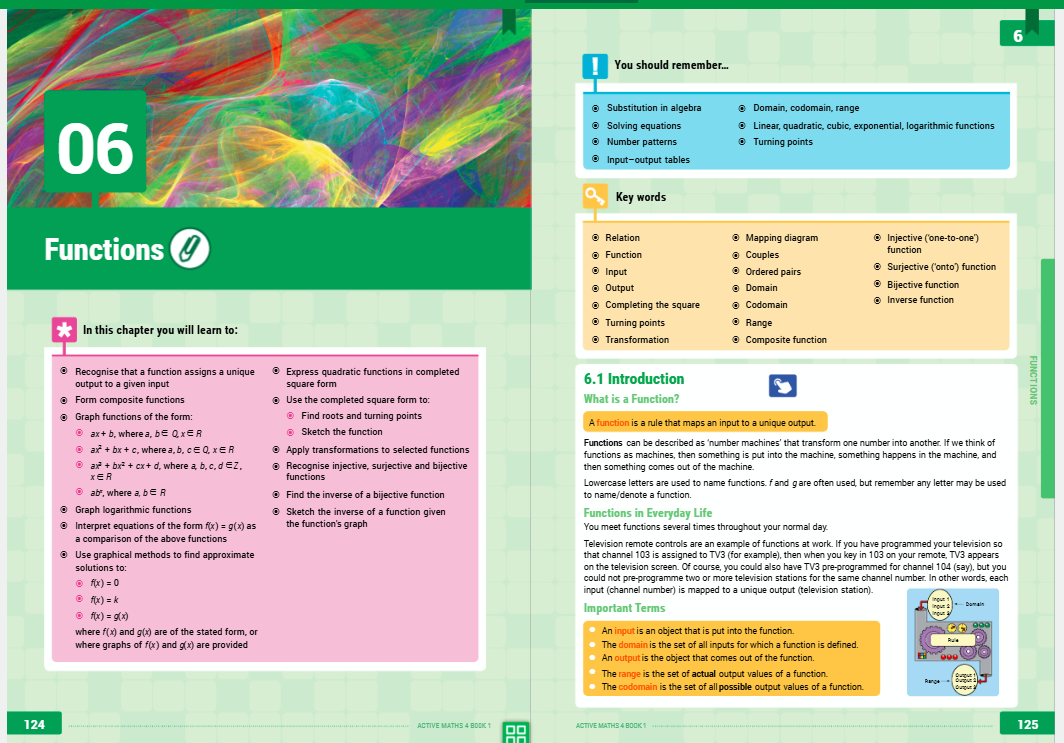 06
Functions
In this chapter you will learn to:
Recognise that a function assigns a unique
output to a given input
Form composite functions
Graph functions of the form:
ax + b, where a, b ∈ Q, x ∈ R
ax² + bx + c, where a, b, c ∈ Q, x ∈ R
ax³ + bx² + cx + d, where a, b, c, d ∈ Z,
x ∈ R
abˣ, where a, b ∈ R
Graph logarithmic functions
Interpret equations of the form f(x) = g(x) as
a comparison of the above functions
Use graphical methods to find approximate
solutions to:
f(x) = 0
f(x) = k
f(x) = g(x)
where f(x) and g(x) are of the stated form, or
where graphs of f(x) and g(x) are provided
Express quadratic functions in completed
square form
Use the completed square form to:
Find roots and turning points
Sketch the function
Apply transformations to selected functions
Recognise injective, surjective and bijective
functions
Find the inverse of a bijective function
Sketch the inverse of a function given
the function's graph
124
ACTIVE MATHS 4 BOOK 1
6
You should remember...
Substitution in algebra
Solving equations
Number patterns
Input–output tables
Domain, codomain, range
Linear, quadratic, cubic, exponential, logarithmic functions
Turning points
Key words
Relation
Function
Input
Output
Completing the square
Turning points
Transformation
Mapping diagram
Couples
Ordered pairs
Domain
Codomain
Range
Composite function
Injective ('one-to-one')
function
Surjective ('onto') function
Bijective function
Inverse function
6.1 Introduction
What is a Function?
A function is a rule that maps an input to a unique output.
Functions can be described as 'number machines' that transform one number into another. If we think of
functions as machines, then something is put into the machine, something happens in the machine, and
then something comes out of the machine.
Lowercase letters are used to name functions. f and g are often used, but remember any letter may be used
to name/denote a function.
Functions in Everyday Life
You meet functions several times throughout your normal day.
Television remote controls are an example of functions at work. If you have programmed your television so
that channel 103 is assigned to TV3 (for example), then when you key in 103 on your remote, TV3 appears
on the television screen. Of course, you could also have TV3 pre-programmed for channel 104 (say), but you
could not pre-programme two or more television stations for the same channel number. In other words, each
input (channel number) is mapped to a unique output (television station).
Important Terms
An input is an object that is put into the function.
The domain is the set of all inputs for which a function is defined.
An output is the object that comes out of the function.
The range is the set of actual output values of a function.
The codomain is the set of all possible output values of a function.
Input 1
Input 2
Input 3
Domain
Rule
Output 1
Output 2
Output 3
Range
FUNCTIONS
ACTIVE MATHS 4 BOOK 1
125